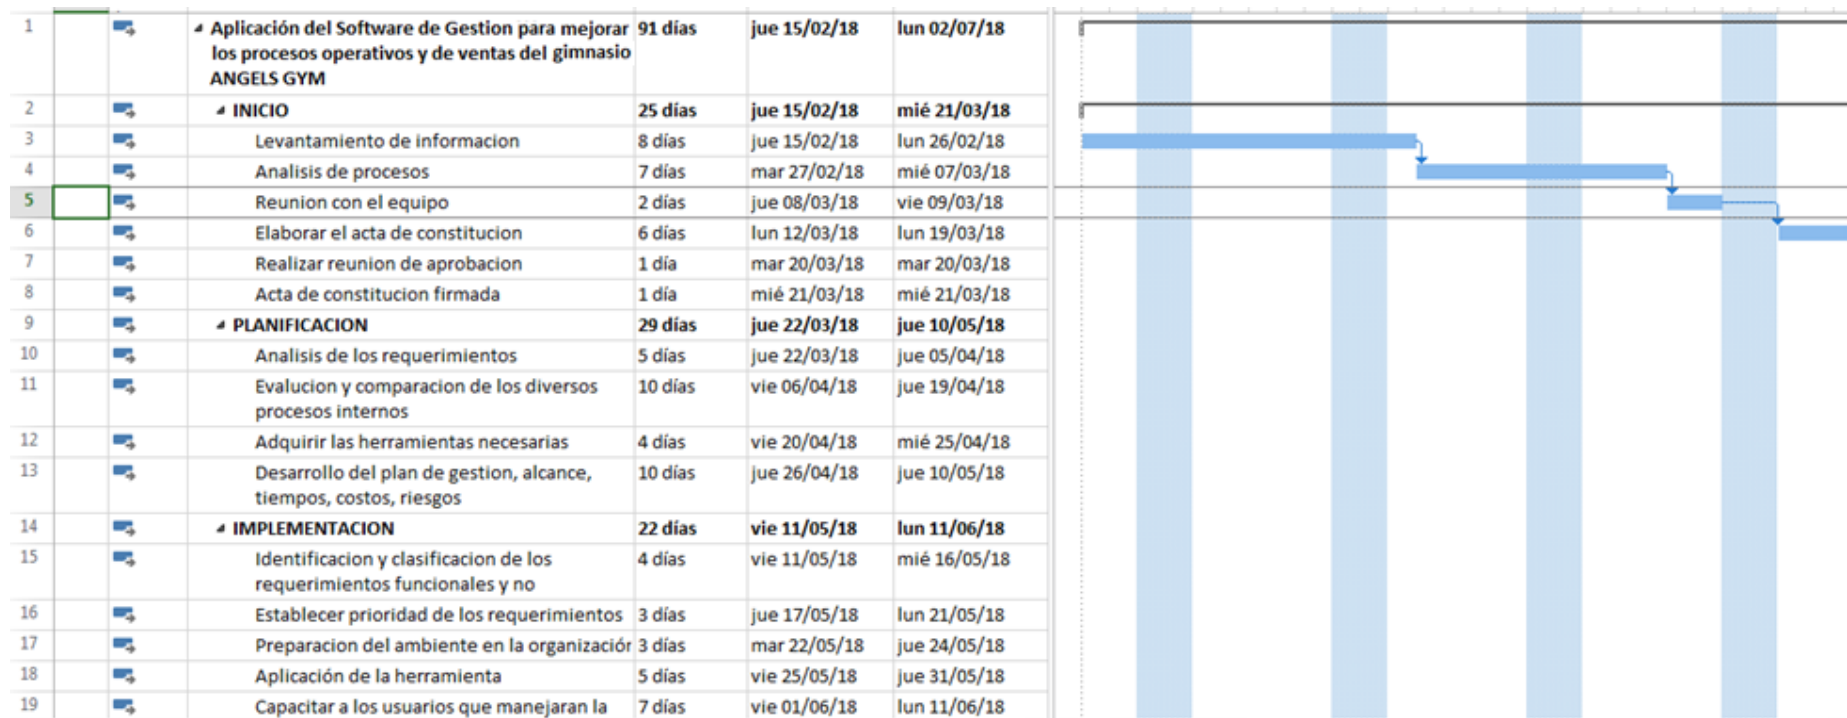 1 Aplicación del Software de Gestion para mejorar 91 días jue 15/02/18 lun 02/07/18
los procesos operativos y de ventas del gimnasio
ANGELS GYM
2 INICIO 25 días jue 15/02/18 mié 21/03/18
3 Levantamiento de informacion 8 días jue 15/02/18 lun 26/02/18
4 Analisis de procesos 7 días mar 27/02/18 mié 07/03/18
5 Reunion con el equipo 2 días jue 08/03/18 vie 09/03/18
6 Elaborar el acta de constitucion 6 días lun 12/03/18 lun 19/03/18
7 Realizar reunion de aprobacion 1 día mar 20/03/18 mar 20/03/18
8 Acta de constitucion firmada 1 día mié 21/03/18 mié 21/03/18
9 PLANIFICACION 29 días jue 22/03/18 jue 10/05/18
10 Analisis de los requerimientos 5 días jue 22/03/18 jue 05/04/18
11 Evalucion y comparacion de los diversos 10 días vie 06/04/18 jue 19/04/18
procesos internos
12 Adquirir las herramientas necesarias 4 días vie 20/04/18 mié 25/04/18
13 Desarrollo del plan de gestion, alcance, 10 días jue 26/04/18 jue 10/05/18
tiempos, costos, riesgos
14 IMPLEMENTACION 22 días vie 11/05/18 lun 11/06/18
15 Identificacion y clasificacion de los 4 días vie 11/05/18 mié 16/05/18
requerimientos funcionales y no
16 Establecer prioridad de los requerimientos 3 días jue 17/05/18 lun 21/05/18
17 Preparacion del ambiente en la organización 3 días mar 22/05/18 jue 24/05/18
18 Aplicación de la herramienta 5 días vie 25/05/18 jue 31/05/18
19 Capacitar a los usuarios que manejaran la 7 días vie 01/06/18 lun 11/06/18